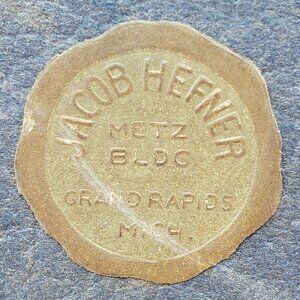 JACOB HEFNER
METZ
BLDG
GRAND RAPIDS
MICH.